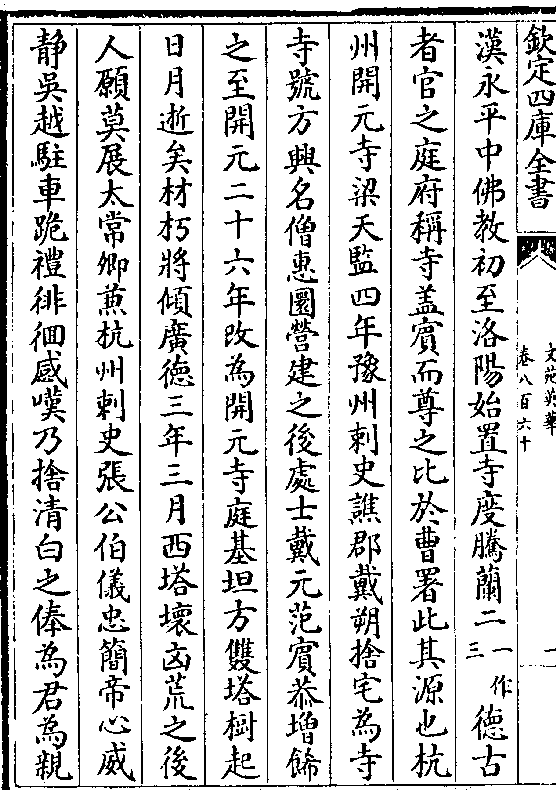 欽定四庫全書
文苑英華
卷八百六十
一
漢永平中佛教初至洛陽始置寺度騰蘭二一作三德古
者官之庭府稱寺盖賓而尊之比於曹署此其源也杭
州開元寺梁天監四年豫州刺史譙郡戴朔捨宅為寺
寺號方興名僧惠圜營建之後處士戴元范賓恭增餙
之至開元二十六年改為開元寺庭基坦方雙塔樹起
日月逝矣材朽將傾廣徳三年三月西塔壞凶荒之後
人願莫展太常卿蕪杭州刺史張公伯儀忠簡帝心威
静吳越駐車跪禮徘徊感嘆乃捨清白之俸為君為親